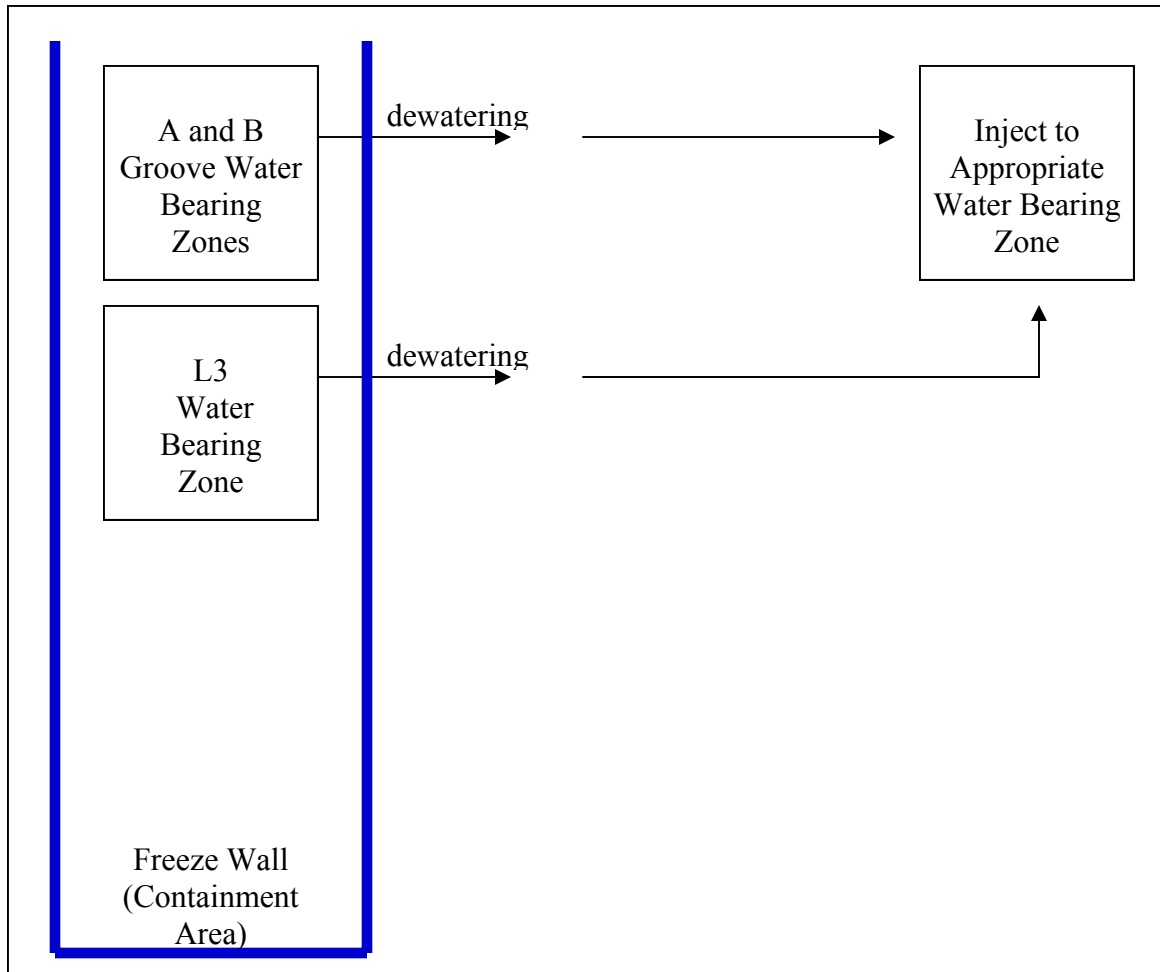 A and B
Groove Water
Bearing
Zones
dewatering
Inject to
Appropriate
Water Bearing
Zone
L3
Water
Bearing
Zone
dewatering
Freeze Wall
(Containment
Area)